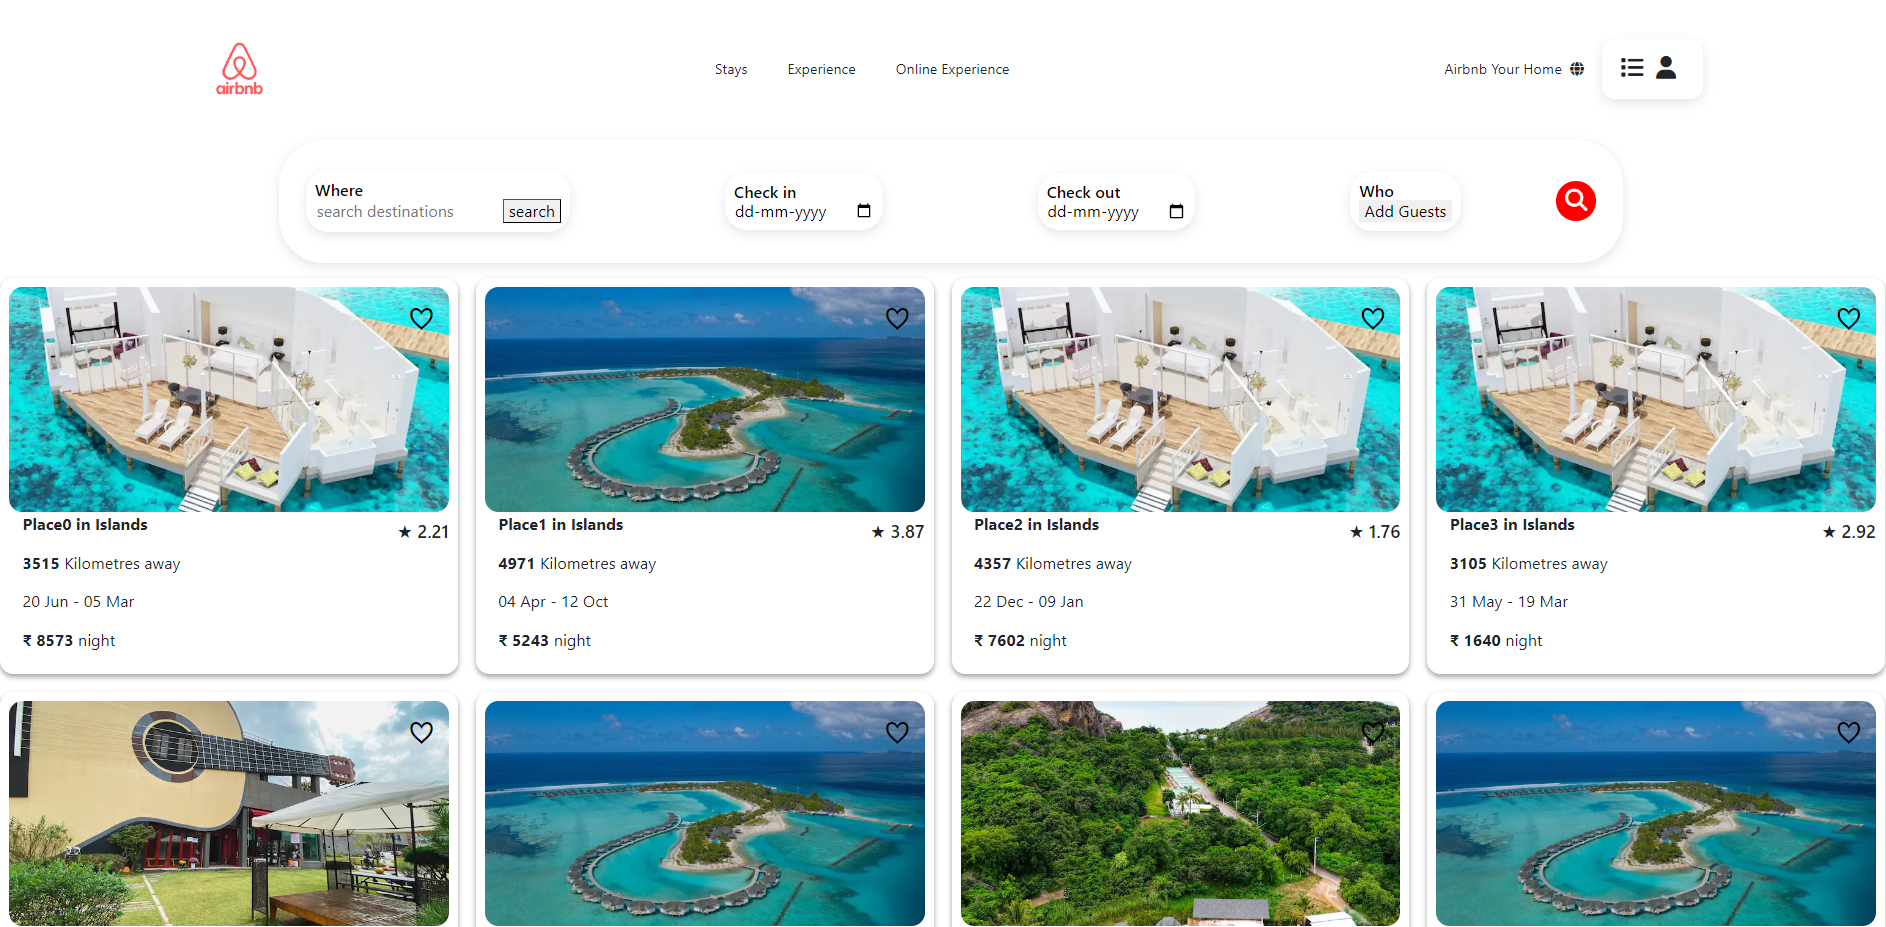 airbnb
Stays
Experience
Online Experience
Airbnb Your Home
Where
search destinations
search
Check in
dd-mm-yyyy
Check out
dd-mm-yyyy
Who
Add Guests
Place0 in Islands
★ 2.21
3515 Kilometres away
20 Jun - 05 Mar
₹ 8573 night
Place1 in Islands
★ 3.87
4971 Kilometres away
04 Apr - 12 Oct
₹ 5243 night
Place2 in Islands
★ 1.76
4357 Kilometres away
22 Dec - 09 Jan
₹ 7602 night
Place3 in Islands
★ 2.92
3105 Kilometres away
31 May - 19 Mar
₹ 1640 night